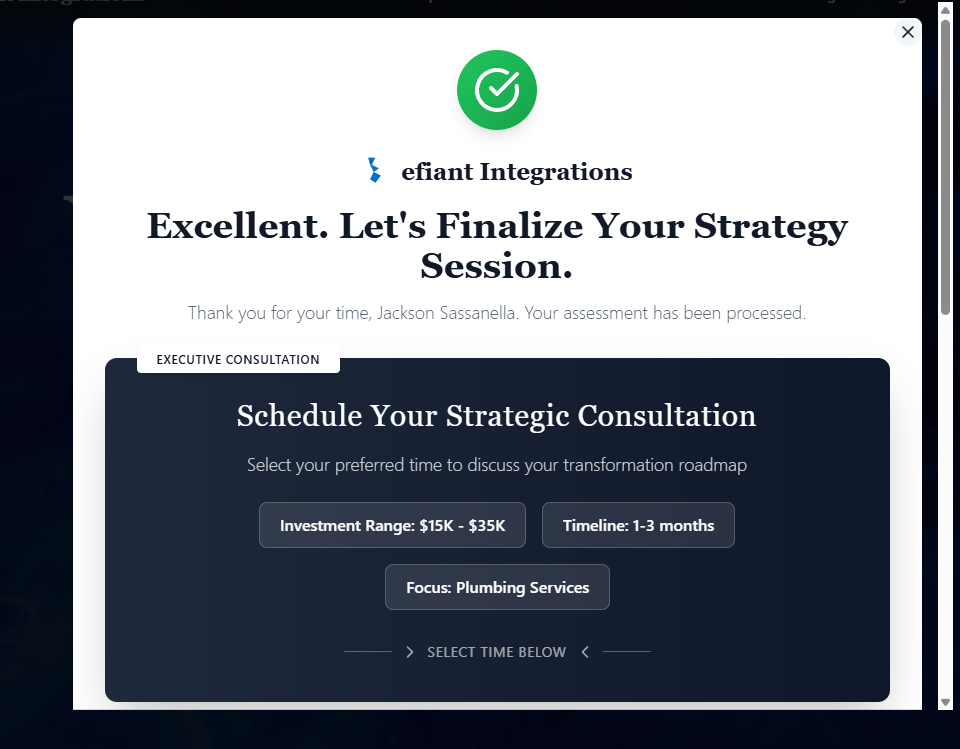 efiant Integrations
Excellent. Let's Finalize Your Strategy
Session.
Thank you for your time, Jackson Sassanella. Your assessment has been processed.
EXECUTIVE CONSULTATION
Schedule Your Strategic Consultation
Select your preferred time to discuss your transformation roadmap
Investment Range: $15K - $35K
Timeline: 1-3 months
Focus: Plumbing Services
SELECT TIME BELOW